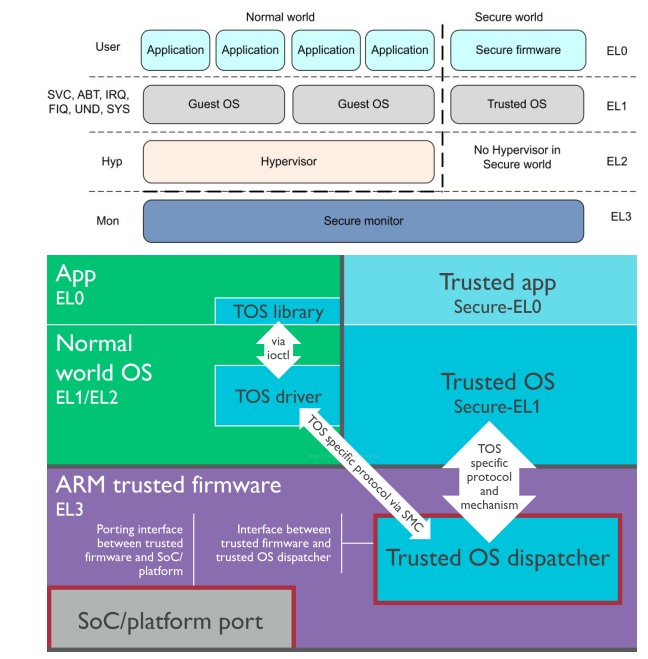 Normal world
Secure world
User
Application
Application
Application
Application
Secure firmware
EL0
SVC, ABT, IRQ,
FIQ, UND, SYS
Guest OS
Guest OS
Trusted OS
EL1
Hyp
Hypervisor
No Hypervisor in
Secure world
EL2
Mon
Secure monitor
EL3
App
EL0
TOS library
Trusted app
Secure-EL0
via
ioctl
Normal
world OS
EL1/EL2
TOS driver
Trusted OS
Secure-EL1
TOS specific protocol via SMC
TOS
specific
protocol
and
mechanism
ARM trusted firmware
EL3
Porting interface
between trusted
firmware and SoC/
platform
Interface between
trusted firmware and
trusted OS dispatcher
Trusted OS dispatcher
SoC/platform port